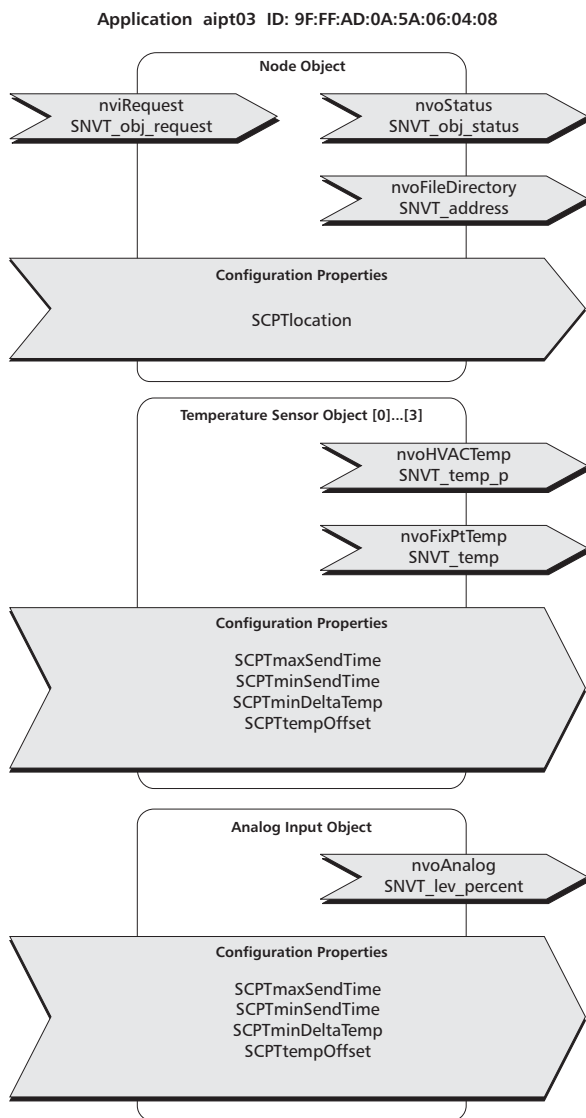 Application aipt03 ID: 9F:FF:AD:0A:5A:06:04:08
Node Object
nviRequest
SNVT_obj_request
nvoStatus
SNVT_obj_status
nvoFileDirectory
SNVT_address
Configuration Properties
SCPTlocation
Temperature Sensor Object [0]...[3]
nvoHVACTemp
SNVT_temp_p
nvoFixPtTemp
SNVT_temp
Configuration Properties
SCPTmaxSendTime
SCPTminSendTime
SCPTminDeltaTemp
SCPTtempOffset
Analog Input Object
nvoAnalog
SNVT_lev_percent
Configuration Properties
SCPTmaxSendTime
SCPTminSendTime
SCPTminDeltaTemp
SCPTtempOffset